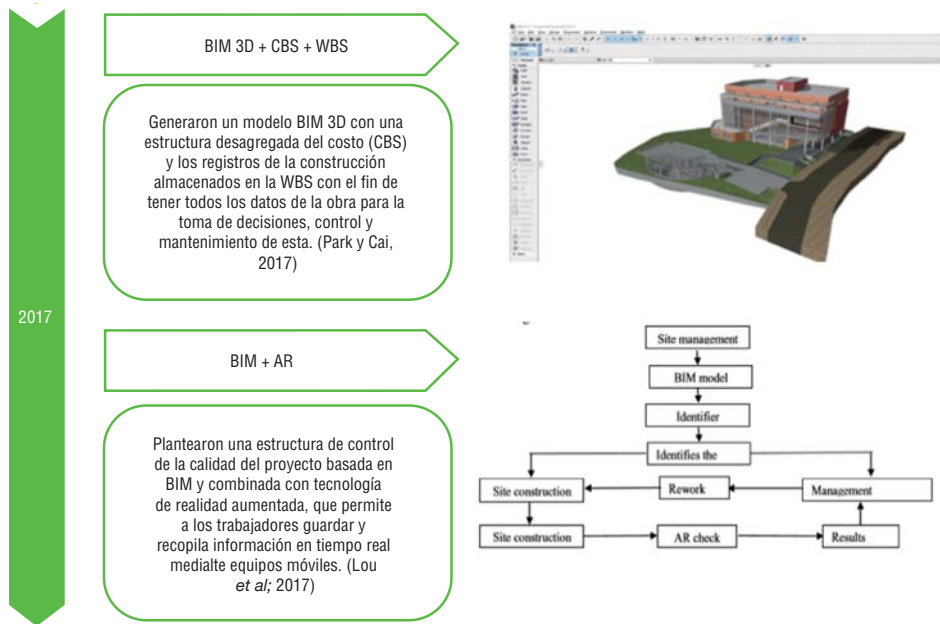 2017
BIM 3D + CBS + WBS
Generaron un modelo BIM 3D con una
estructura desagregada del costo (CBS)
y los registros de la construcción
almacenados en la WBS con el fin de
tener todos los datos de la obra para la
toma de decisiones, control y
mantenimiento de esta. (Park y Cai,
2017)
BIM + AR
Plantearon una estructura de control
de la calidad del proyecto basada en
BIM y combinada con tecnología
de realidad aumentada, que permite
a los trabajadores guardar y
recopila información en tiempo real
medialte equipos móviles. (Lou
et al; 2017)
Site management
BIM model
Identifier
Identifies the
Site construction
Rework
Management
Site construction
AR check
Results